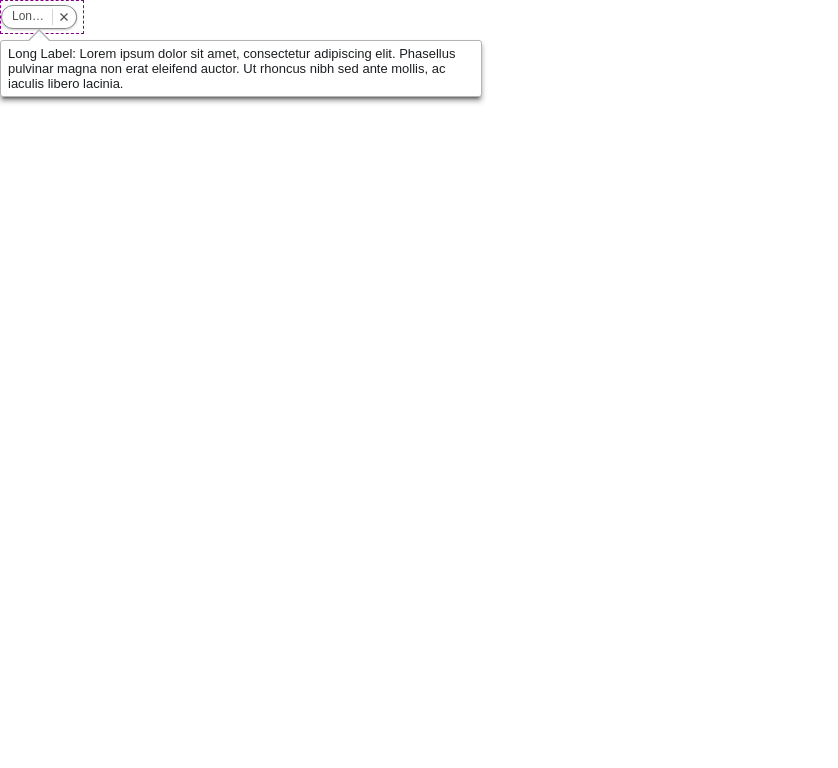 Lon...
Long Label: Lorem ipsum dolor sit amet, consectetur adipiscing elit. Phasellus
pulvinar magna non erat eleifend auctor. Ut rhoncus nibh sed ante mollis, ac
iaculis libero lacinia.